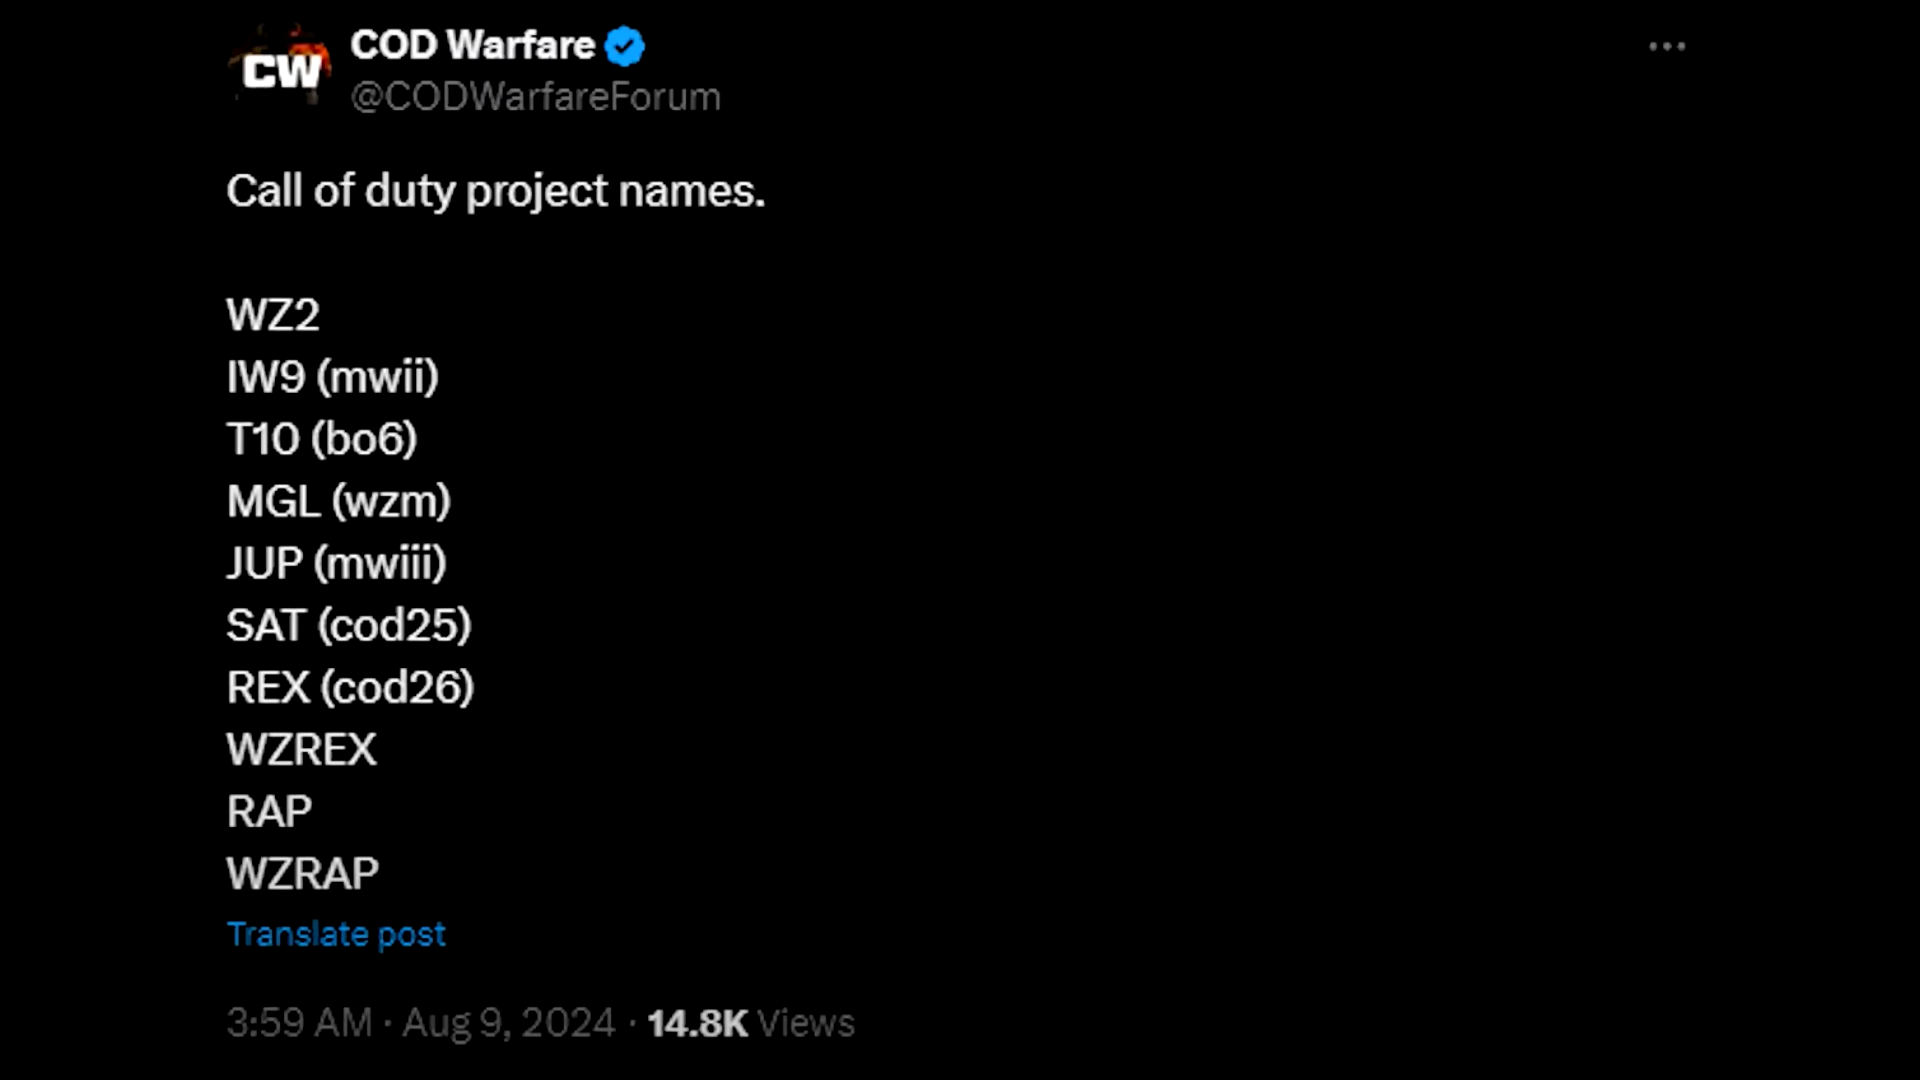 CW
COD Warfare
@CODWarfareForum
Call of duty project names.
WZ2
IW9 (mwii)
T10 (bo6)
MGL (wzm)
JUP (mwiii)
SAT (cod25)
REX (cod26)
WZREX
RAP
WZRAP
Translate post
3:59 AM · Aug 9, 2024 · 14.8K Views